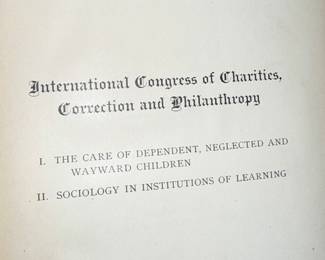 International Congress of Charities,
Correction and Philanthropy
I. THE CARE OF DEPENDENT, NEGLECTED AND
WAYWARD CHILDREN
II. SOCIOLOGY IN INSTITUTIONS OF LEARNING